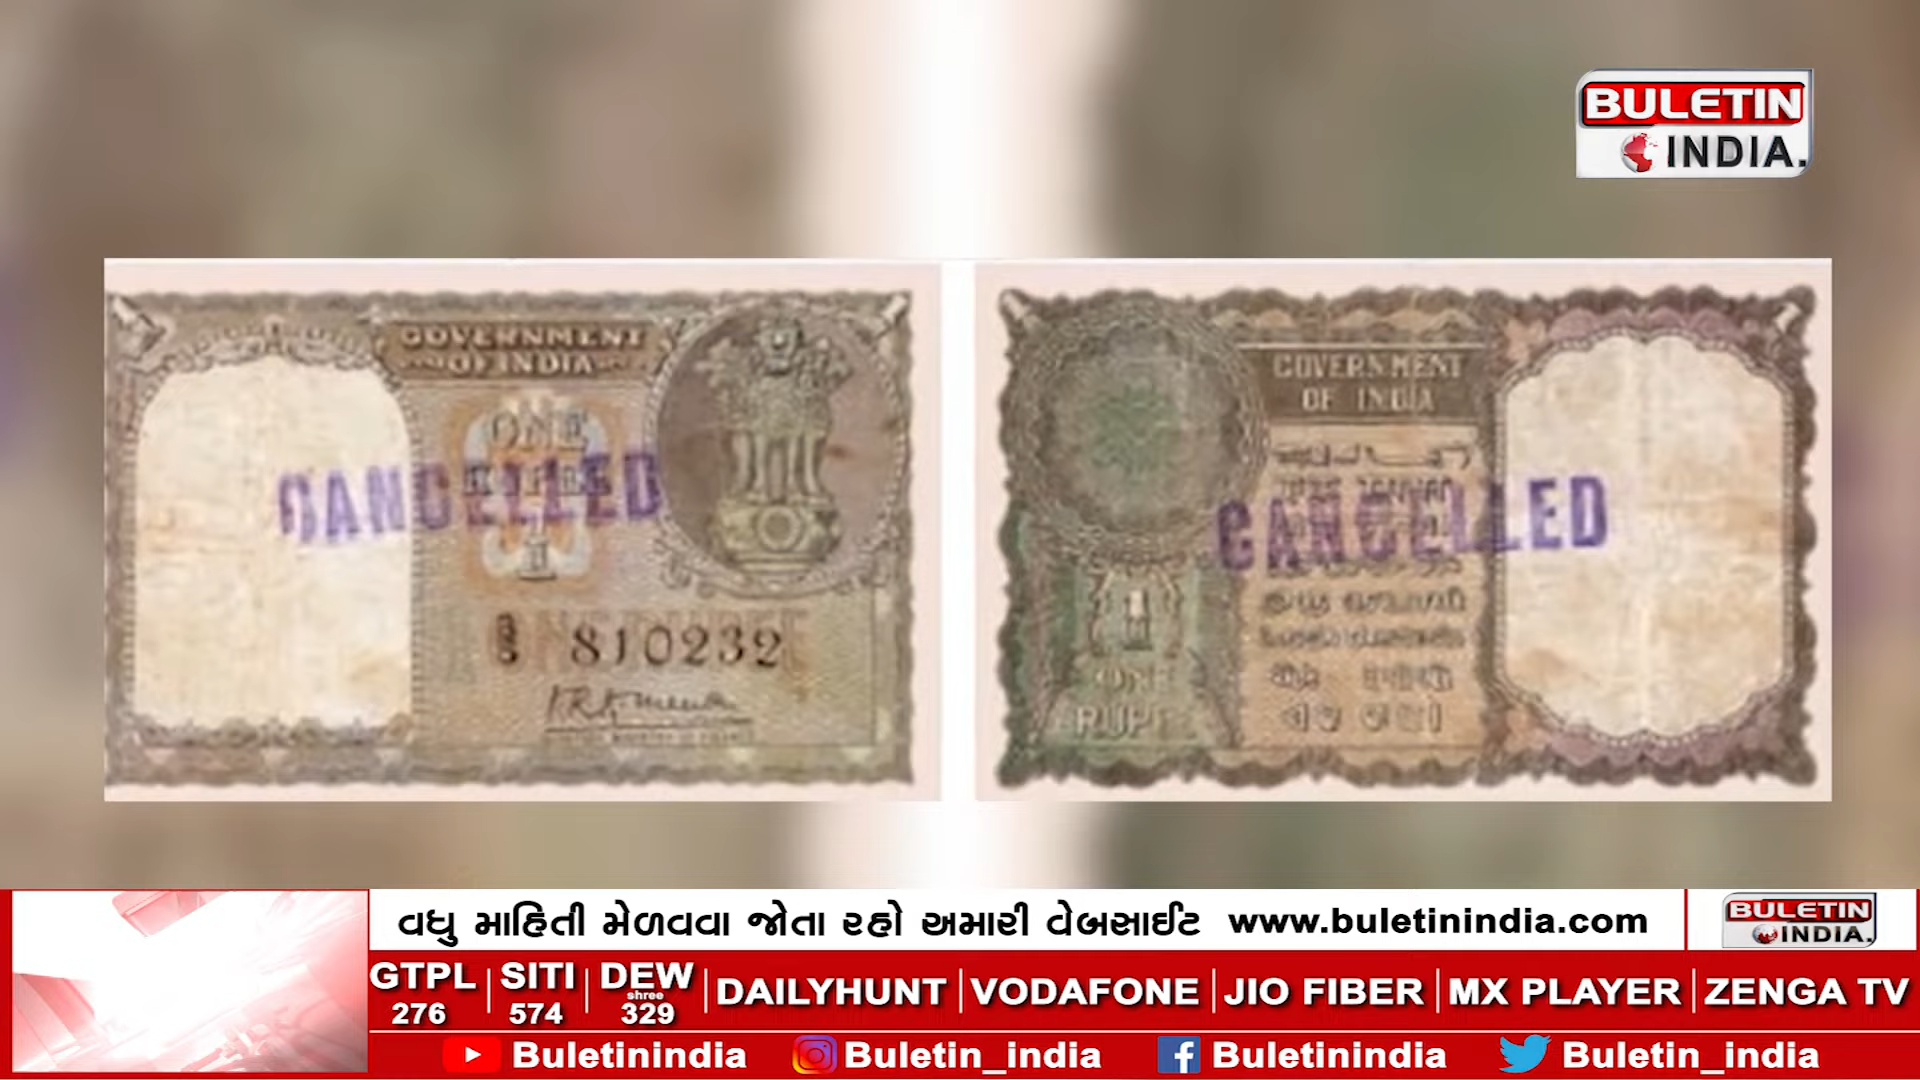 BULETIN
INDIA.
GOVERNMENT
OF INDIA
ONE
1
CANCELLED
810232
GOVERNMENT
OF INDIA
CANCELLED
1
ONE
RUPEE
વધુ માહિતી મેળવવા જોતા રહો અમારી વેબસાઈટ www.buletinindia.com
BULETIN
INDIA.
GTPL 276 | SITI 574 | DEW shree 329 | DAILYHUNT | VODAFONE | JIO FIBER | MX PLAYER | ZENGA TV
Buletinindia Buletin_india Buletinindia Buletin_india